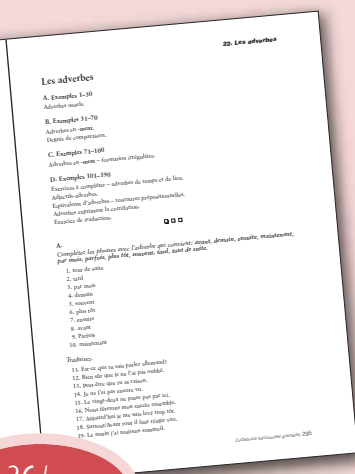 22. Les adverbes
Les adverbes
A. Exemples 1–30
Adverbes usuels.
B. Exemples 31–70
Adverbes en -ment.
Degrés de comparaison.
C. Exemples 71–100
Adverbes en -ment – formation irrégulière.
D. Exemples 101–190
Exercices à compléter – adverbes de temps et de lieu.
Adjectifs-adverbes.
Equivalents d'adverbes – tournures prépositionnelles.
Adverbes exprimant la corrélation.
Exercice de traduction.
A-
Complétez les phrases avec l'adverbe qui convient: avant, demain, ensuite, maintenant,
par mois, parfois, plus tôt, souvent, tard, tout de suite.
1. tout de suite
2. tard
3. par mois
4. demain
5. souvent
6. plus tôt
7. ensuite
8. avant
9. Parfois
10. maintenant
Traduisez-
11. Est-ce que tu sais parler allemand?
12. Bien sûr que je ne l'ai pas oublié.
13. Peut-être que tu as raison.
14. Je ne l'ai pas encore vu.
15. Le vingt-deux ne passe pas par ici.
16. Nous fêterons mon succès ensemble.
17. Aujourd'hui je me suis levé trop tôt.
18. Surtout/Avant tout il faut réagir vite.
19. Le matin j'ai toujours sommeil.
295